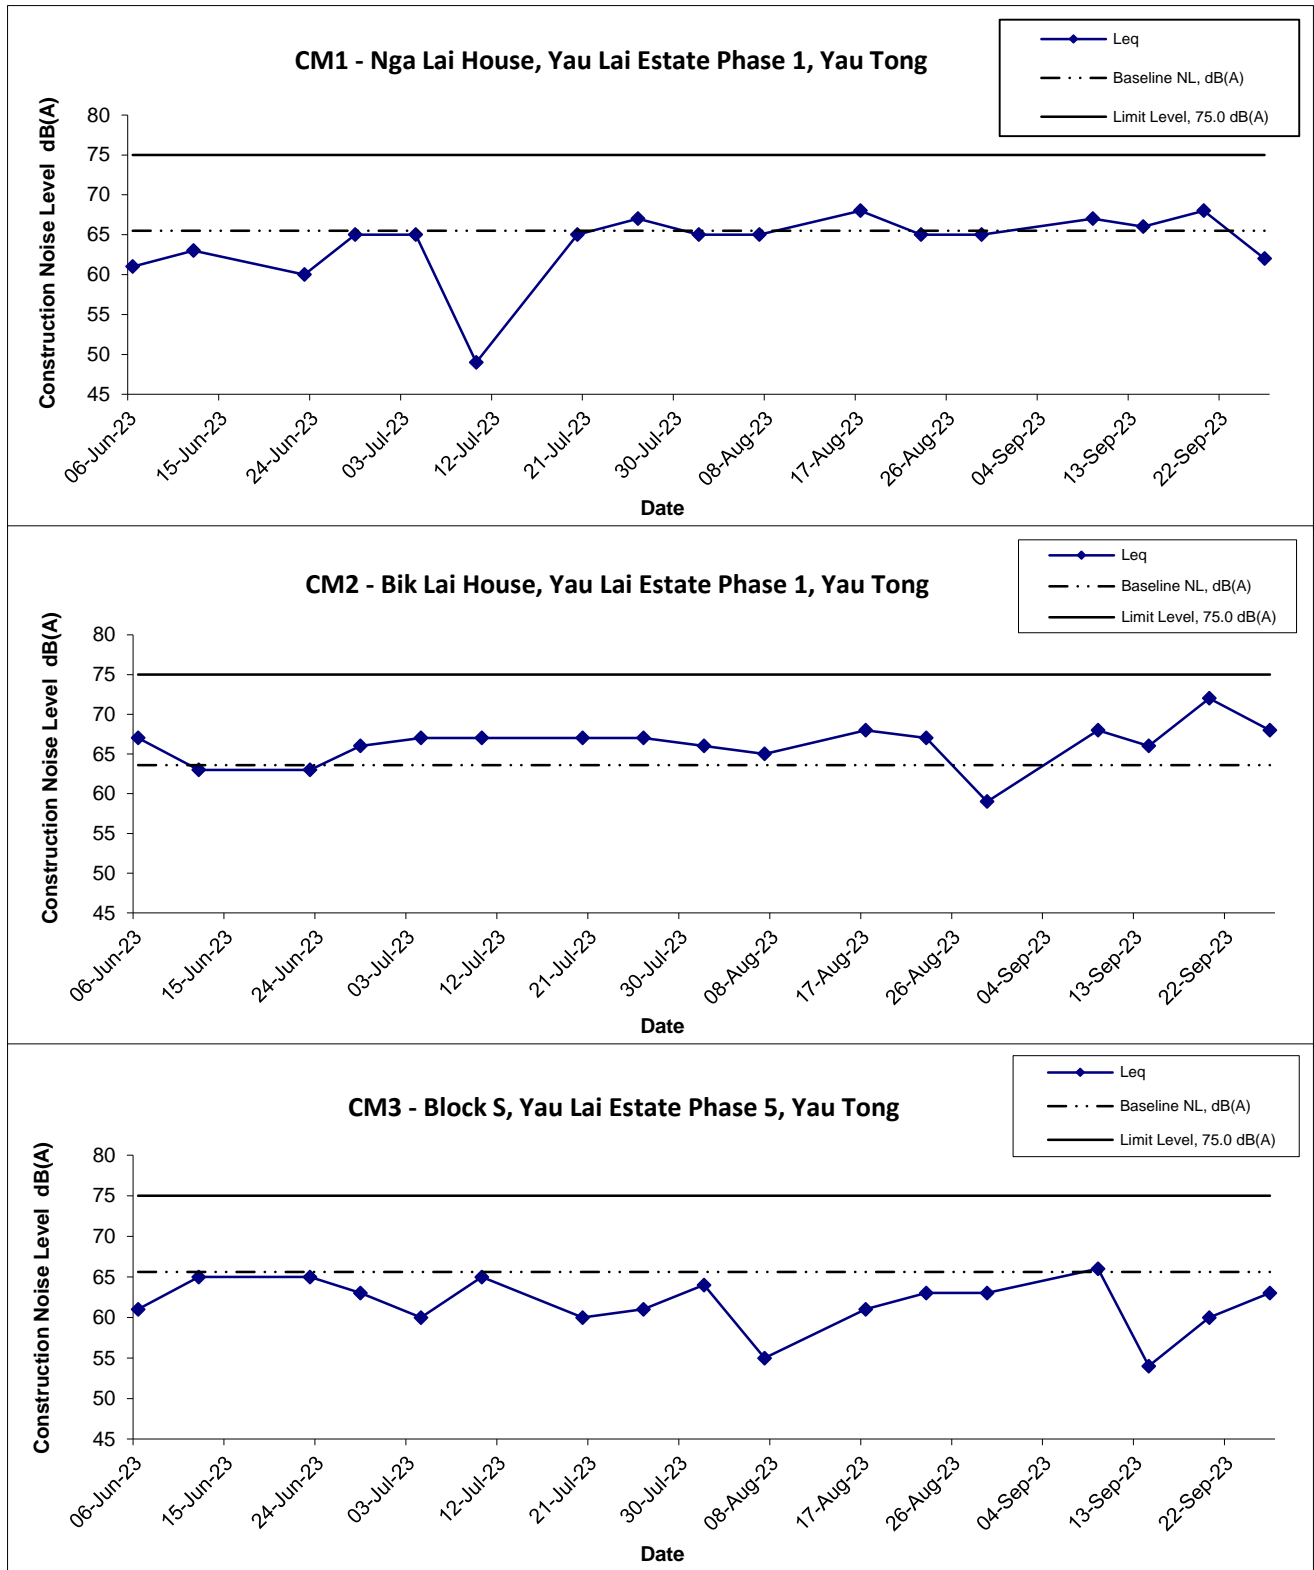 CM1 - Nga Lai House, Yau Lai Estate Phase 1, Yau Tong
Leq
Baseline NL, dB(A)
Limit Level, 75.0 dB(A)
Construction Noise Level dB(A)
80
75
70
65
60
55
50
45
06-Jun-23
15-Jun-23
24-Jun-23
03-Jul-23
12-Jul-23
21-Jul-23
30-Jul-23
08-Aug-23
17-Aug-23
26-Aug-23
04-Sep-23
13-Sep-23
22-Sep-23
Date
CM2 - Bik Lai House, Yau Lai Estate Phase 1, Yau Tong
Leq
Baseline NL, dB(A)
Limit Level, 75.0 dB(A)
Construction Noise Level dB(A)
80
75
70
65
60
55
50
45
06-Jun-23
15-Jun-23
24-Jun-23
03-Jul-23
12-Jul-23
21-Jul-23
30-Jul-23
08-Aug-23
17-Aug-23
26-Aug-23
04-Sep-23
13-Sep-23
22-Sep-23
Date
CM3 - Block S, Yau Lai Estate Phase 5, Yau Tong
Leq
Baseline NL, dB(A)
Limit Level, 75.0 dB(A)
Construction Noise Level dB(A)
80
75
70
65
60
55
50
45
06-Jun-23
15-Jun-23
24-Jun-23
03-Jul-23
12-Jul-23
21-Jul-23
30-Jul-23
08-Aug-23
17-Aug-23
26-Aug-23
04-Sep-23
13-Sep-23
22-Sep-23
Date